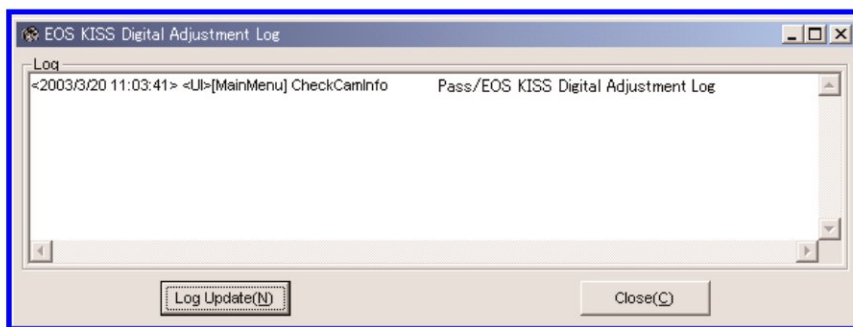 EOS KISS Digital Adjustment Log
Log
<2003/3/20 11:03:41> <UI>[MainMenu] CheckCamInfo Pass/EOS KISS Digital Adjustment Log
Log Update(N) Close(C)